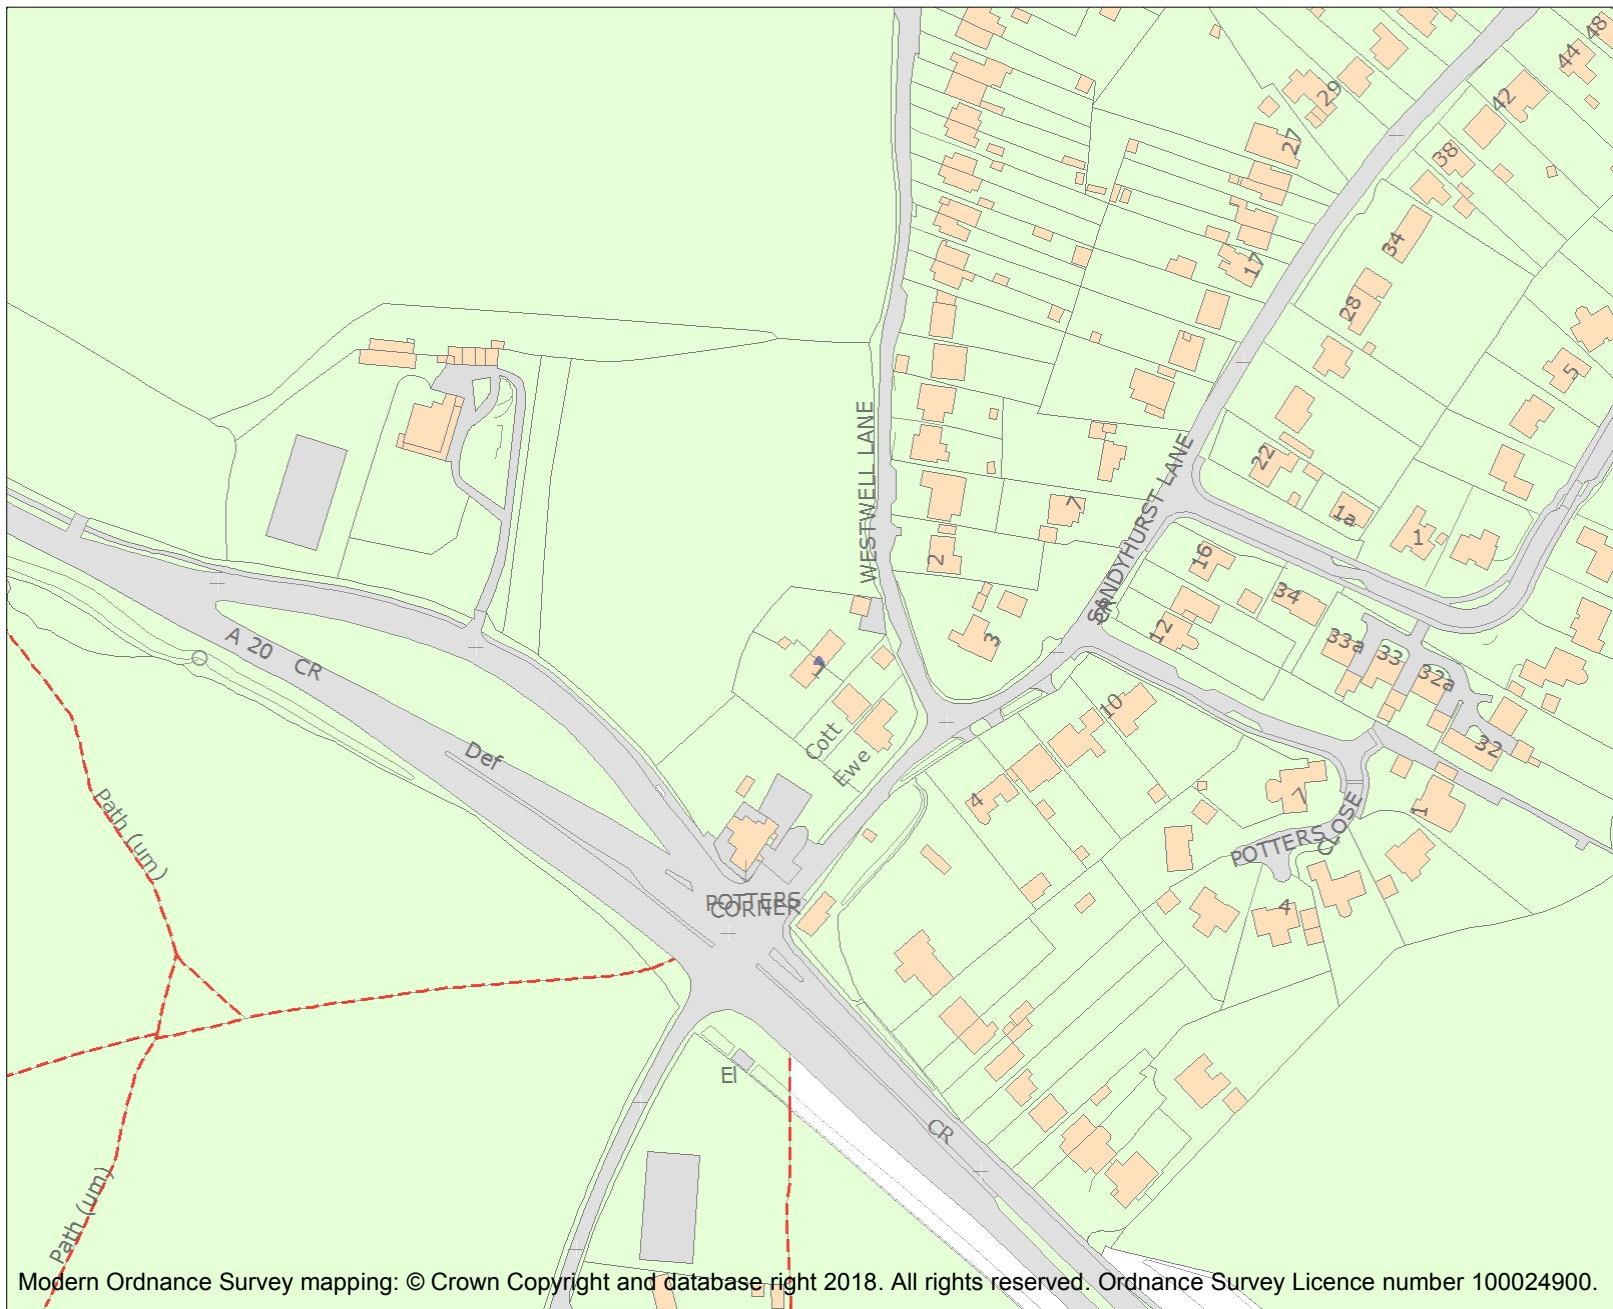 48
44
42
29
27
38
34
17
28
5
WESTWELL LANE
SANDYHURST LANE
CR
22
7
1a
1
2
16
34
12
3
33a
33
32a
32
A 20 CR
1
Cott
Ewe
10
Def
4
7
1
POTTERS
CLOSE
Path (um)
POTTERS
CORNER
4
El
CR
Path (um)
Modern Ordnance Survey mapping: © Crown Copyright and database right 2018. All rights reserved. Ordnance Survey Licence number 100024900.